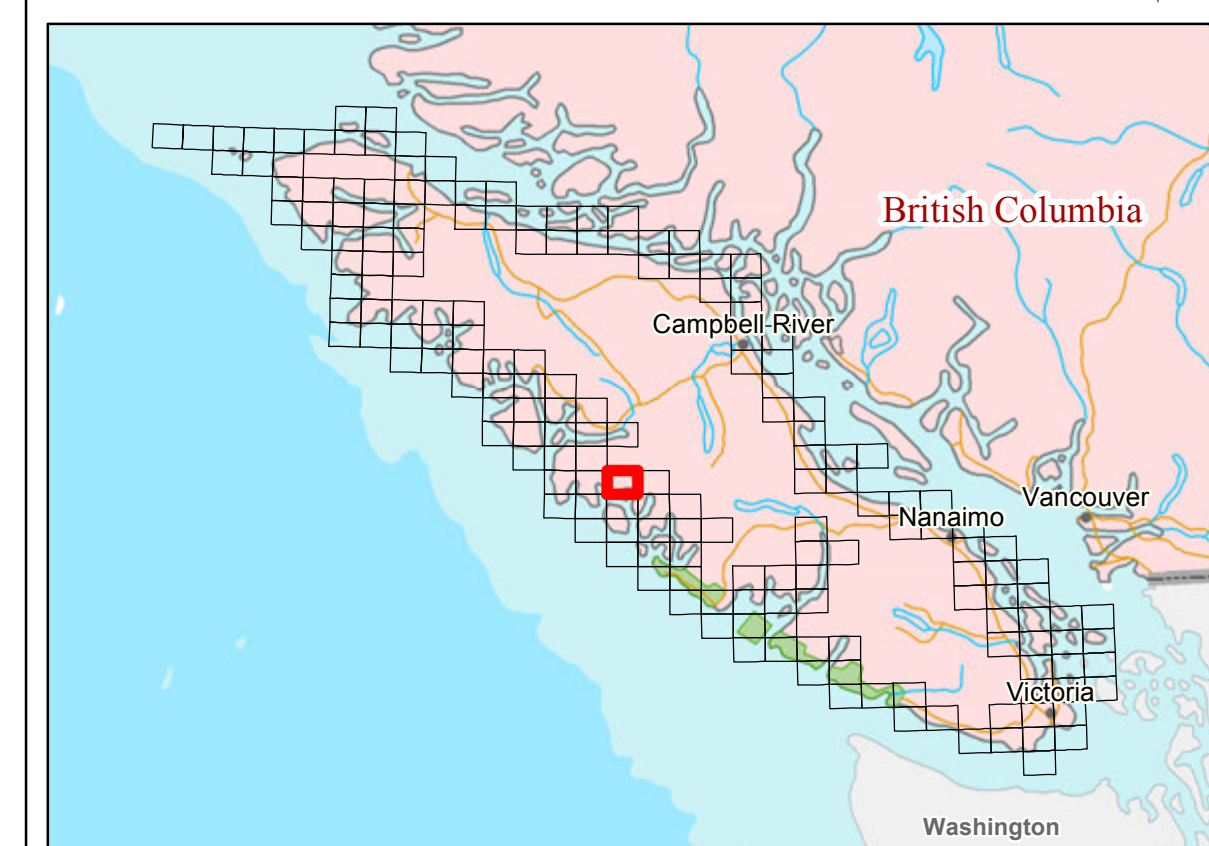 British Columbia
Campbell River
Vancouver
Nanaimo
Victoria
Washington